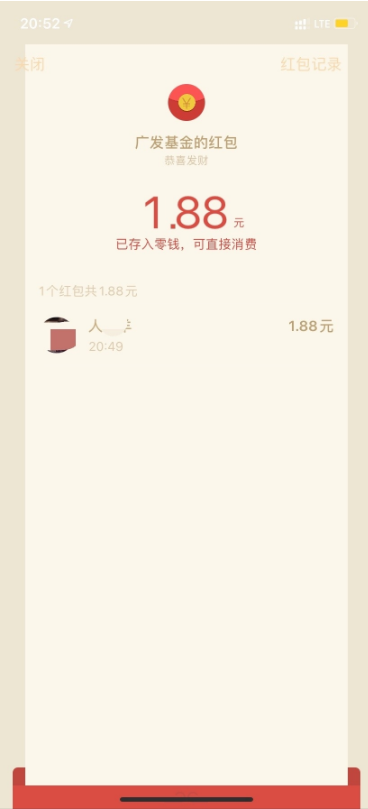 20:52
LTE
关闭
红包记录
广发基金的红包
恭喜发财
1.88 元
已存入零钱，可直接消费
1个红包共1.88元
人
1.88元
20:49